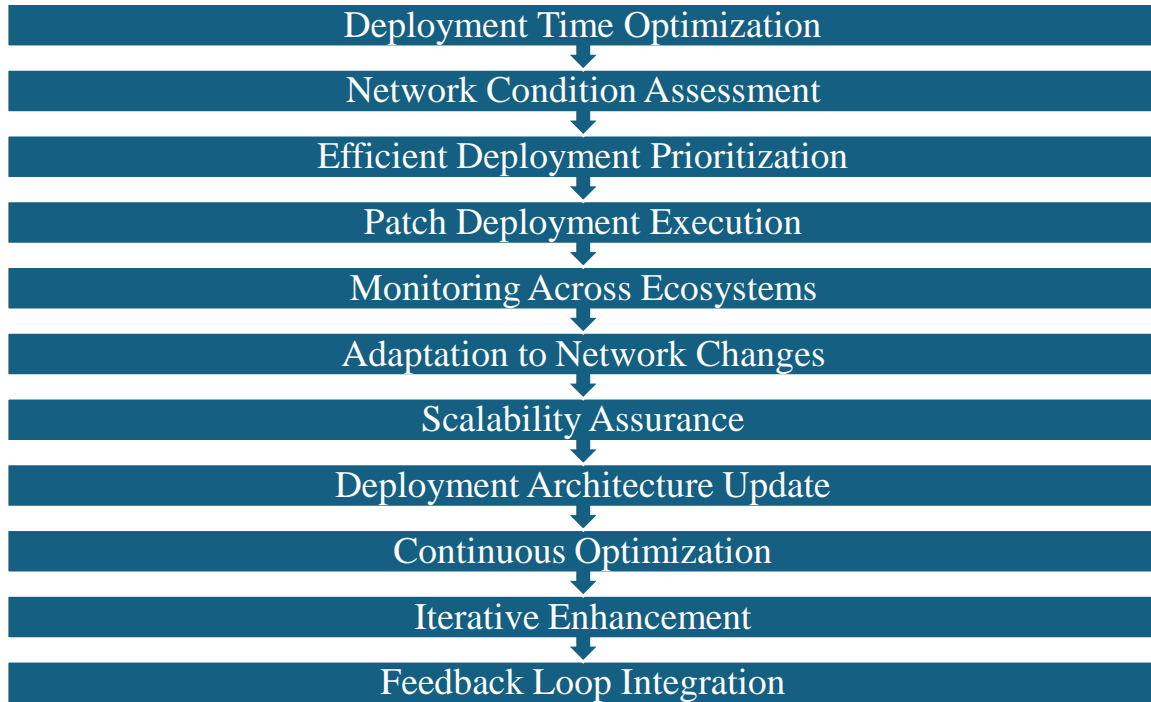 Deployment Time Optimization
Network Condition Assessment
Efficient Deployment Prioritization
Patch Deployment Execution
Monitoring Across Ecosystems
Adaptation to Network Changes
Scalability Assurance
Deployment Architecture Update
Continuous Optimization
Iterative Enhancement
Feedback Loop Integration